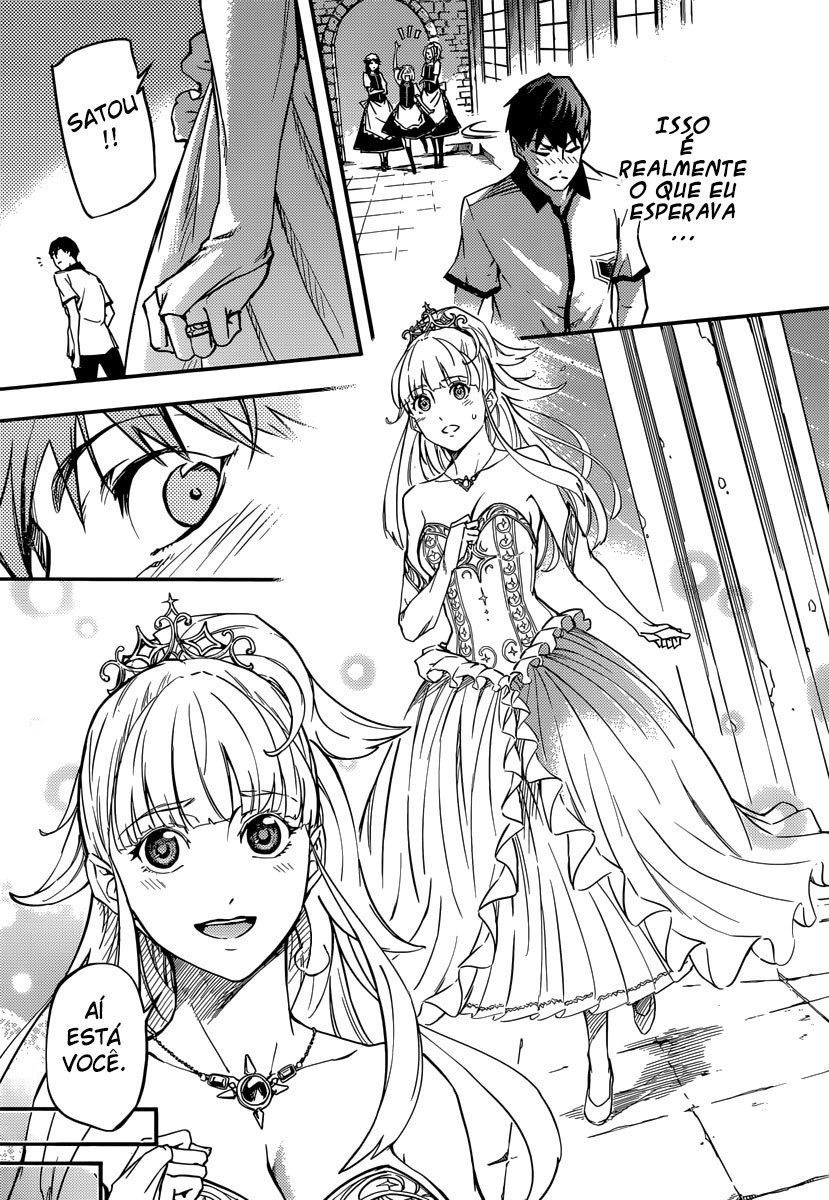 ISSO
É
REALMENTE
O QUE EU
ESPERAVA
...
SATOU
!!
AÍ
ESTÁ
VOCÊ.